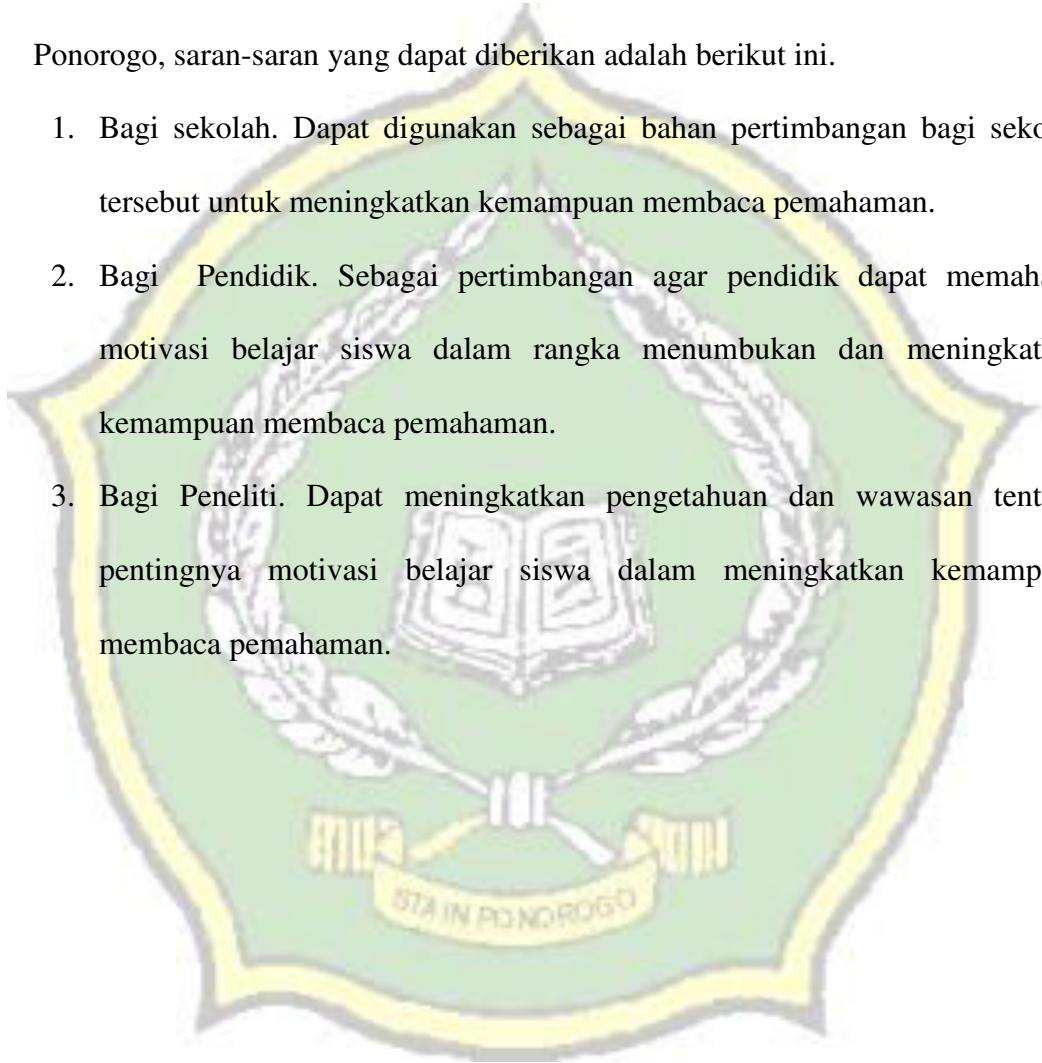 Ponorogo, saran-saran yang dapat diberikan adalah berikut ini.
1. Bagi sekolah. Dapat digunakan sebagai bahan pertimbangan bagi seko
tersebut untuk meningkatkan kemampuan membaca pemahaman.
2. Bagi Pendidik. Sebagai pertimbangan agar pendidik dapat memah
motivasi belajar siswa dalam rangka menumbukan dan meningkat
kemampuan membaca pemahaman.
3. Bagi Peneliti. Dapat meningkatkan pengetahuan dan wawasan tent
pentingnya motivasi belajar siswa dalam meningkatkan kemamp
membaca pemahaman.
STAIN PONOROGO